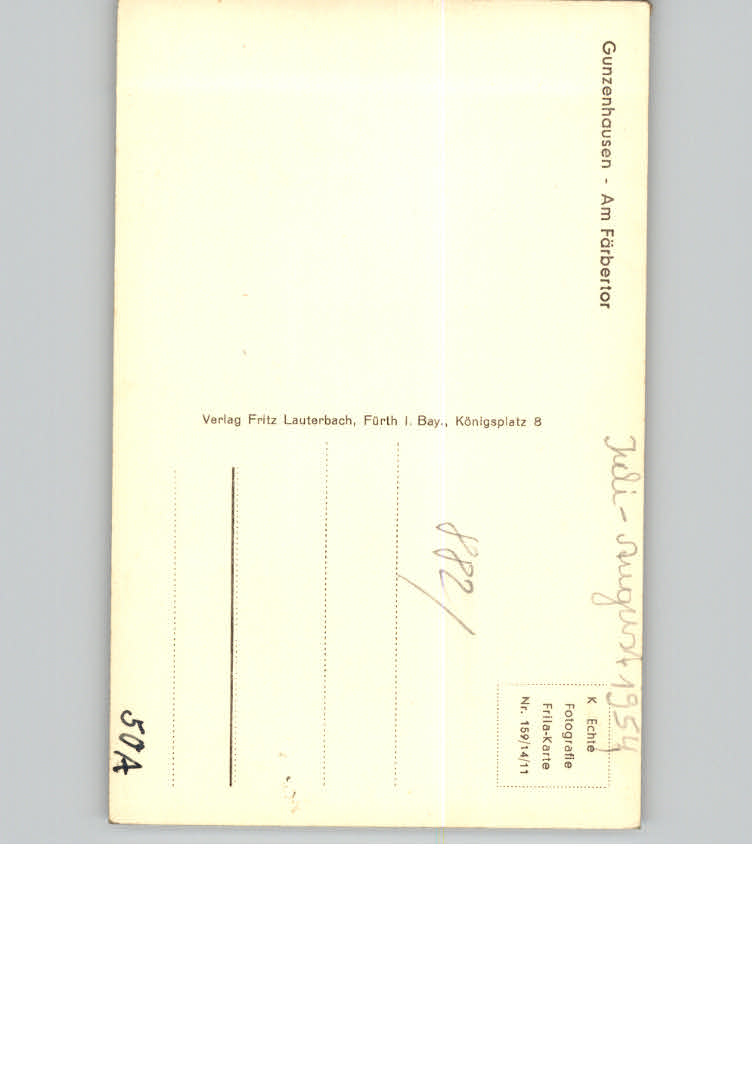 Gunzenhausen - Am Färbertor
Juli - August 1954
K Echte
Fotografie
Frila-Karte
Nr. 159/14/11
882/
Verlag Fritz Lauterbach, Fürth i. Bay., Königsplatz 8
50A